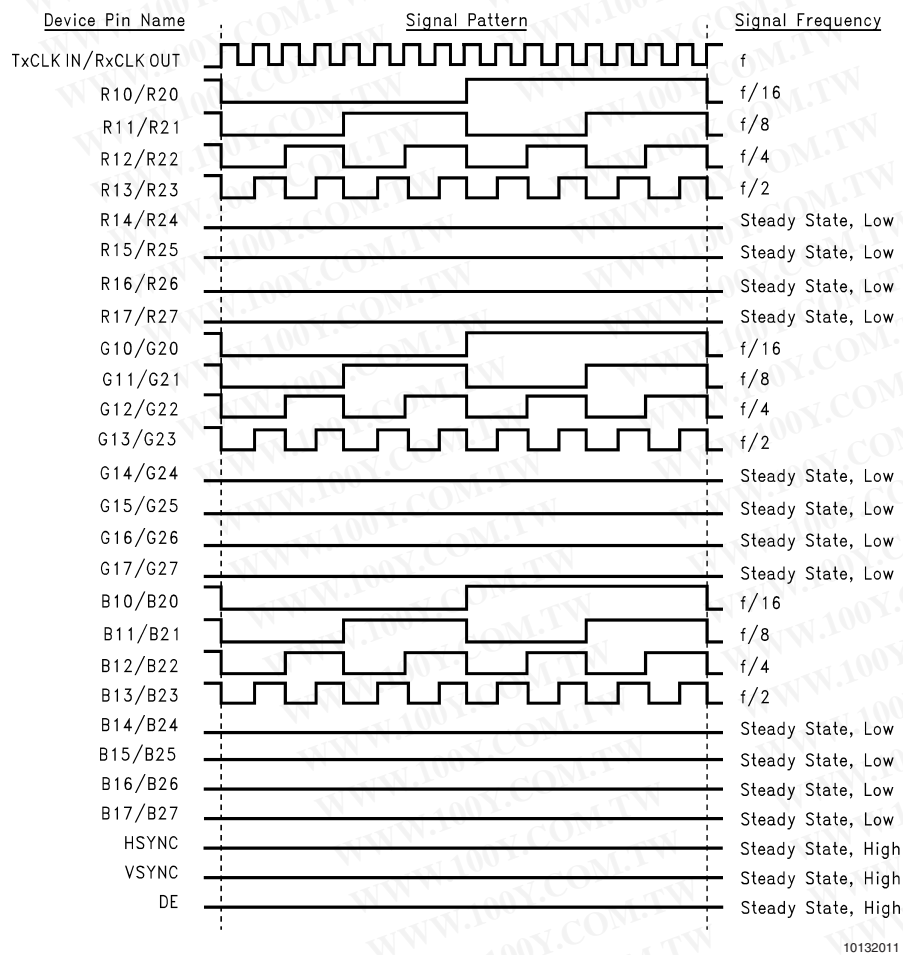 Device Pin Name Signal Pattern Signal Frequency
TxCLK IN/RxCLK OUT f
R10/R20 f/16
R11/R21 f/8
R12/R22 f/4
R13/R23 f/2
R14/R24 Steady State, Low
R15/R25 Steady State, Low
R16/R26 Steady State, Low
R17/R27 Steady State, Low
G10/G20 f/16
G11/G21 f/8
G12/G22 f/4
G13/G23 f/2
G14/G24 Steady State, Low
G15/G25 Steady State, Low
G16/G26 Steady State, Low
G17/G27 Steady State, Low
B10/B20 f/16
B11/B21 f/8
B12/B22 f/4
B13/B23 f/2
B14/B24 Steady State, Low
B15/B25 Steady State, Low
B16/B26 Steady State, Low
B17/B27 Steady State, Low
HSYNC Steady State, High
VSYNC Steady State, High
DE Steady State, High
10132011
WWW.100Y.COM.TW